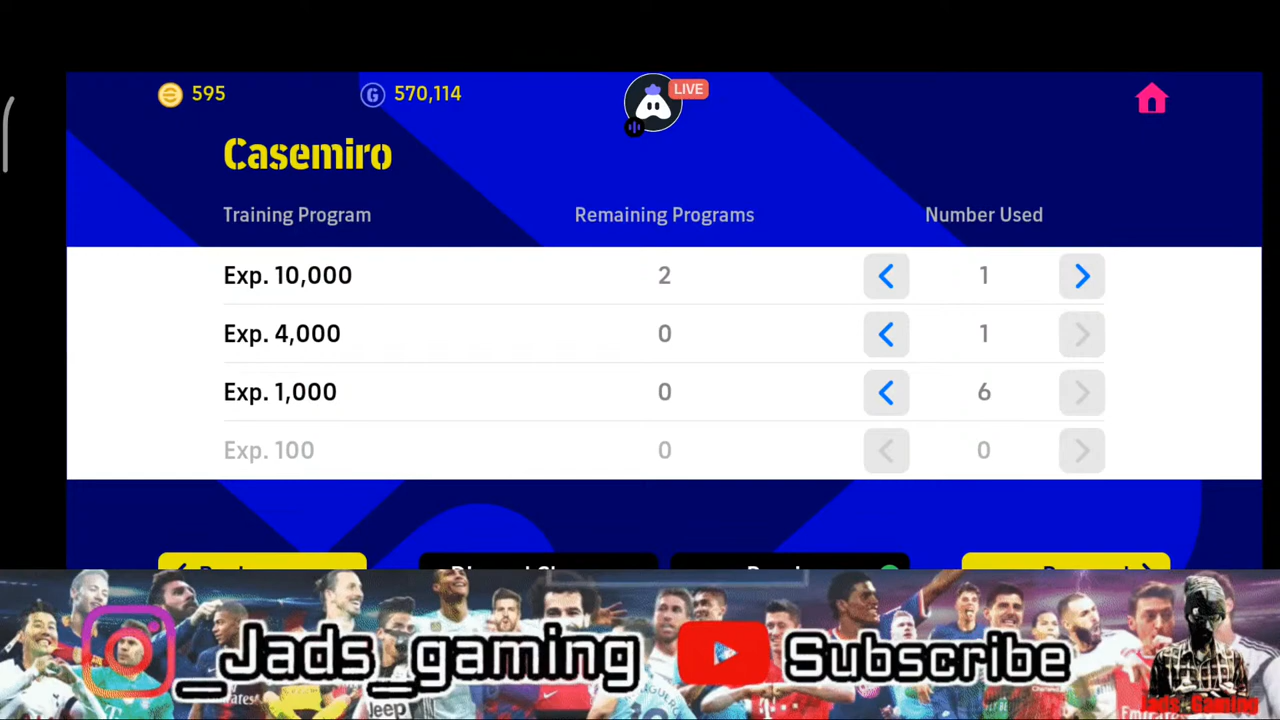 595
570,114
LIVE
Casemiro
Training Program Remaining Programs Number Used
Exp. 10,000 2 1
Exp. 4,000 0 1
Exp. 1,000 0 6
Exp. 100 0 0
_Jads_gaming Subscribe
Jads_Gaming